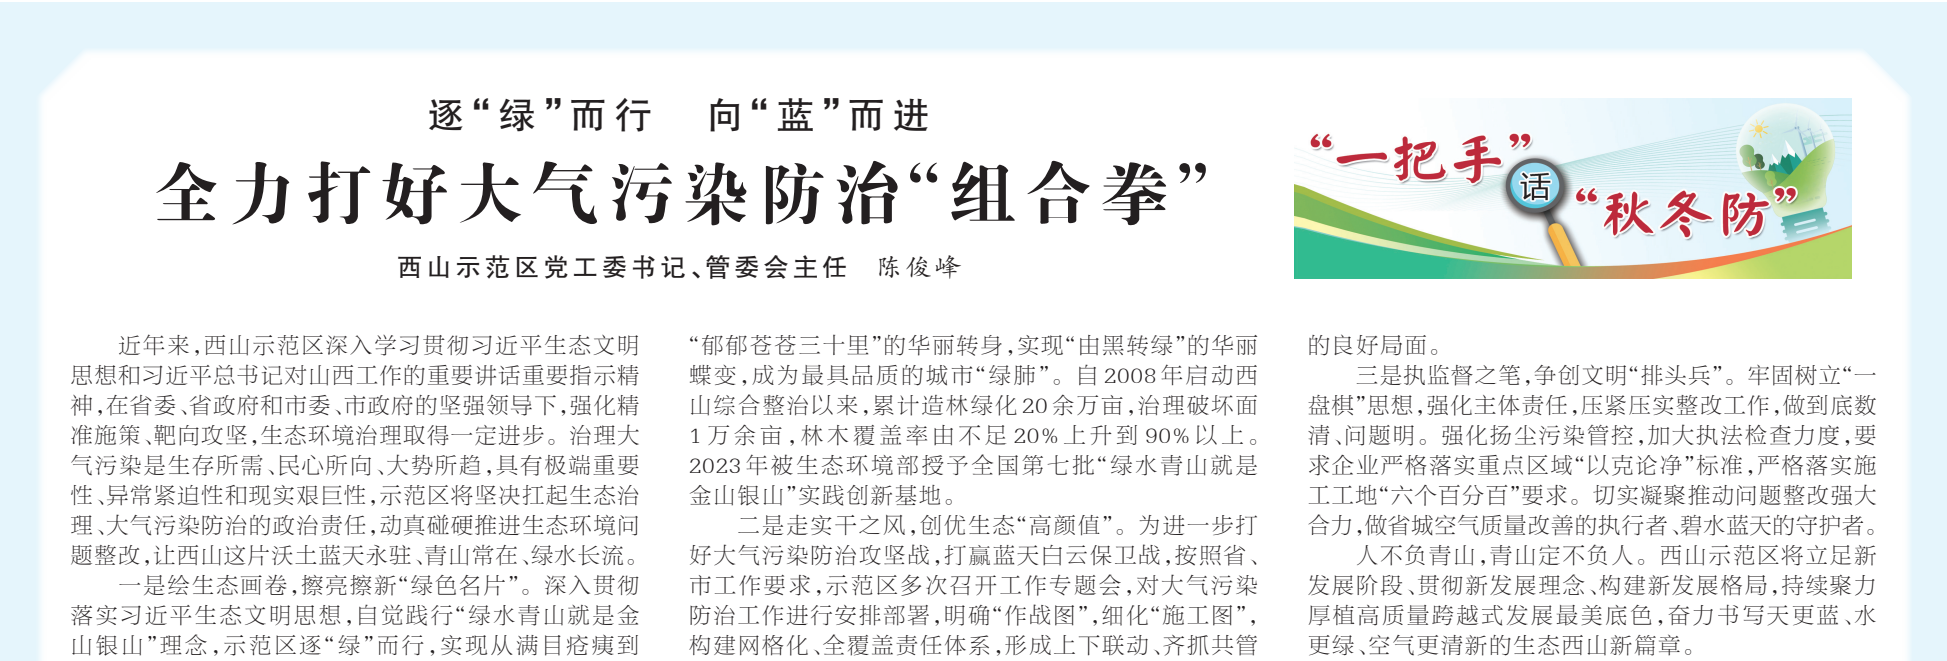 逐“绿”而行 向“蓝”而进
全力打好大气污染防治“组合拳”
西山示范区党工委书记、管委会主任 陈俊峰
“一把手”
话
“秋冬防”
近年来,西山示范区深入学习贯彻习近平生态文明
思想和习近平总书记对山西工作的重要讲话重要指示精
神,在省委、省政府和市委、市政府的坚强领导下,强化精
准施策、靶向攻坚,生态环境治理取得一定进步。治理大
气污染是生存所需、民心所向、大势所趋,具有极端重要
性、异常紧迫性和现实艰巨性,示范区将坚决扛起生态治
理、大气污染防治的政治责任,动真碰硬推进生态环境问
题整改,让西山这片沃土蓝天永驻、青山常在、绿水长流。
一是绘生态画卷,擦亮擦新“绿色名片”。深入贯彻
落实习近平生态文明思想,自觉践行“绿水青山就是金
山银山”理念,示范区逐“绿”而行,实现从满目疮痍到
“郁郁苍苍三十里”的华丽转身,实现“由黑转绿”的华丽
蝶变,成为最具品质的城市“绿肺”。自2008年启动西
山综合整治以来,累计造林绿化20余万亩,治理破坏面
1万余亩,林木覆盖率由不足20%上升到90%以上。
2023年被生态环境部授予全国第七批“绿水青山就是
金山银山”实践创新基地。
二是走实干之风,创优生态“高颜值”。为进一步打
好大气污染防治攻坚战,打赢蓝天白云保卫战,按照省、
市工作要求,示范区多次召开工作专题会,对大气污染
防治工作进行安排部署,明确“作战图”,细化“施工图”,
构建网格化、全覆盖责任体系,形成上下联动、齐抓共管
的良好局面。
三是执监督之笔,争创文明“排头兵”。牢固树立“一
盘棋”思想,强化主体责任,压紧压实整改工作,做到底数
清、问题明。强化扬尘污染管控,加大执法检查力度,要
求企业严格落实重点区域“以克论净”标准,严格落实施
工工地“六个百分百”要求。切实凝聚推动问题整改强大
合力,做省城空气质量改善的执行者、碧水蓝天的守护者。
人不负青山,青山定不负人。西山示范区将立足新
发展阶段、贯彻新发展理念、构建新发展格局,持续聚力
厚植高质量跨越式发展最美底色,奋力书写天更蓝、水
更绿、空气更清新的生态西山新篇章。